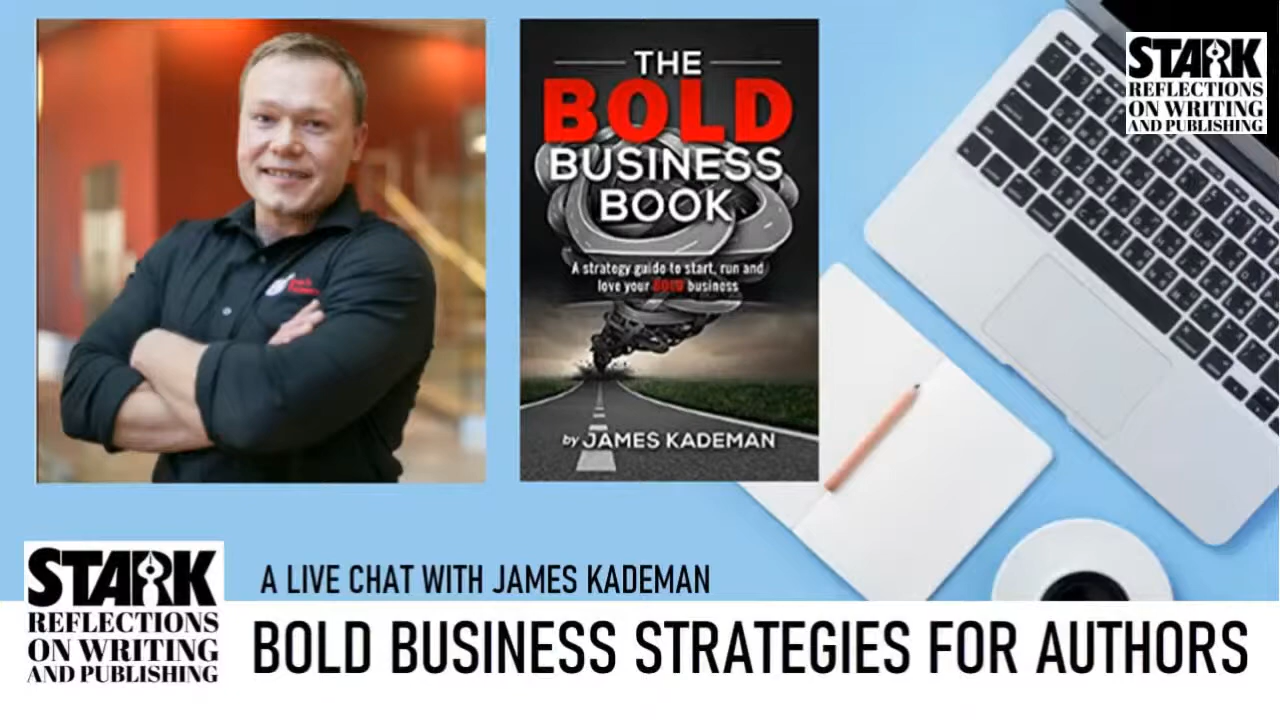 THE
BOLD
BUSINESS
BOOK
A strategy guide to start, run and
love your BOLD business
by JAMES KADEMAN
STARK
REFLECTIONS
ON WRITING
AND PUBLISHING
STARK
REFLECTIONS
ON WRITING
AND PUBLISHING
A LIVE CHAT WITH JAMES KADEMAN
BOLD BUSINESS STRATEGIES FOR AUTHORS